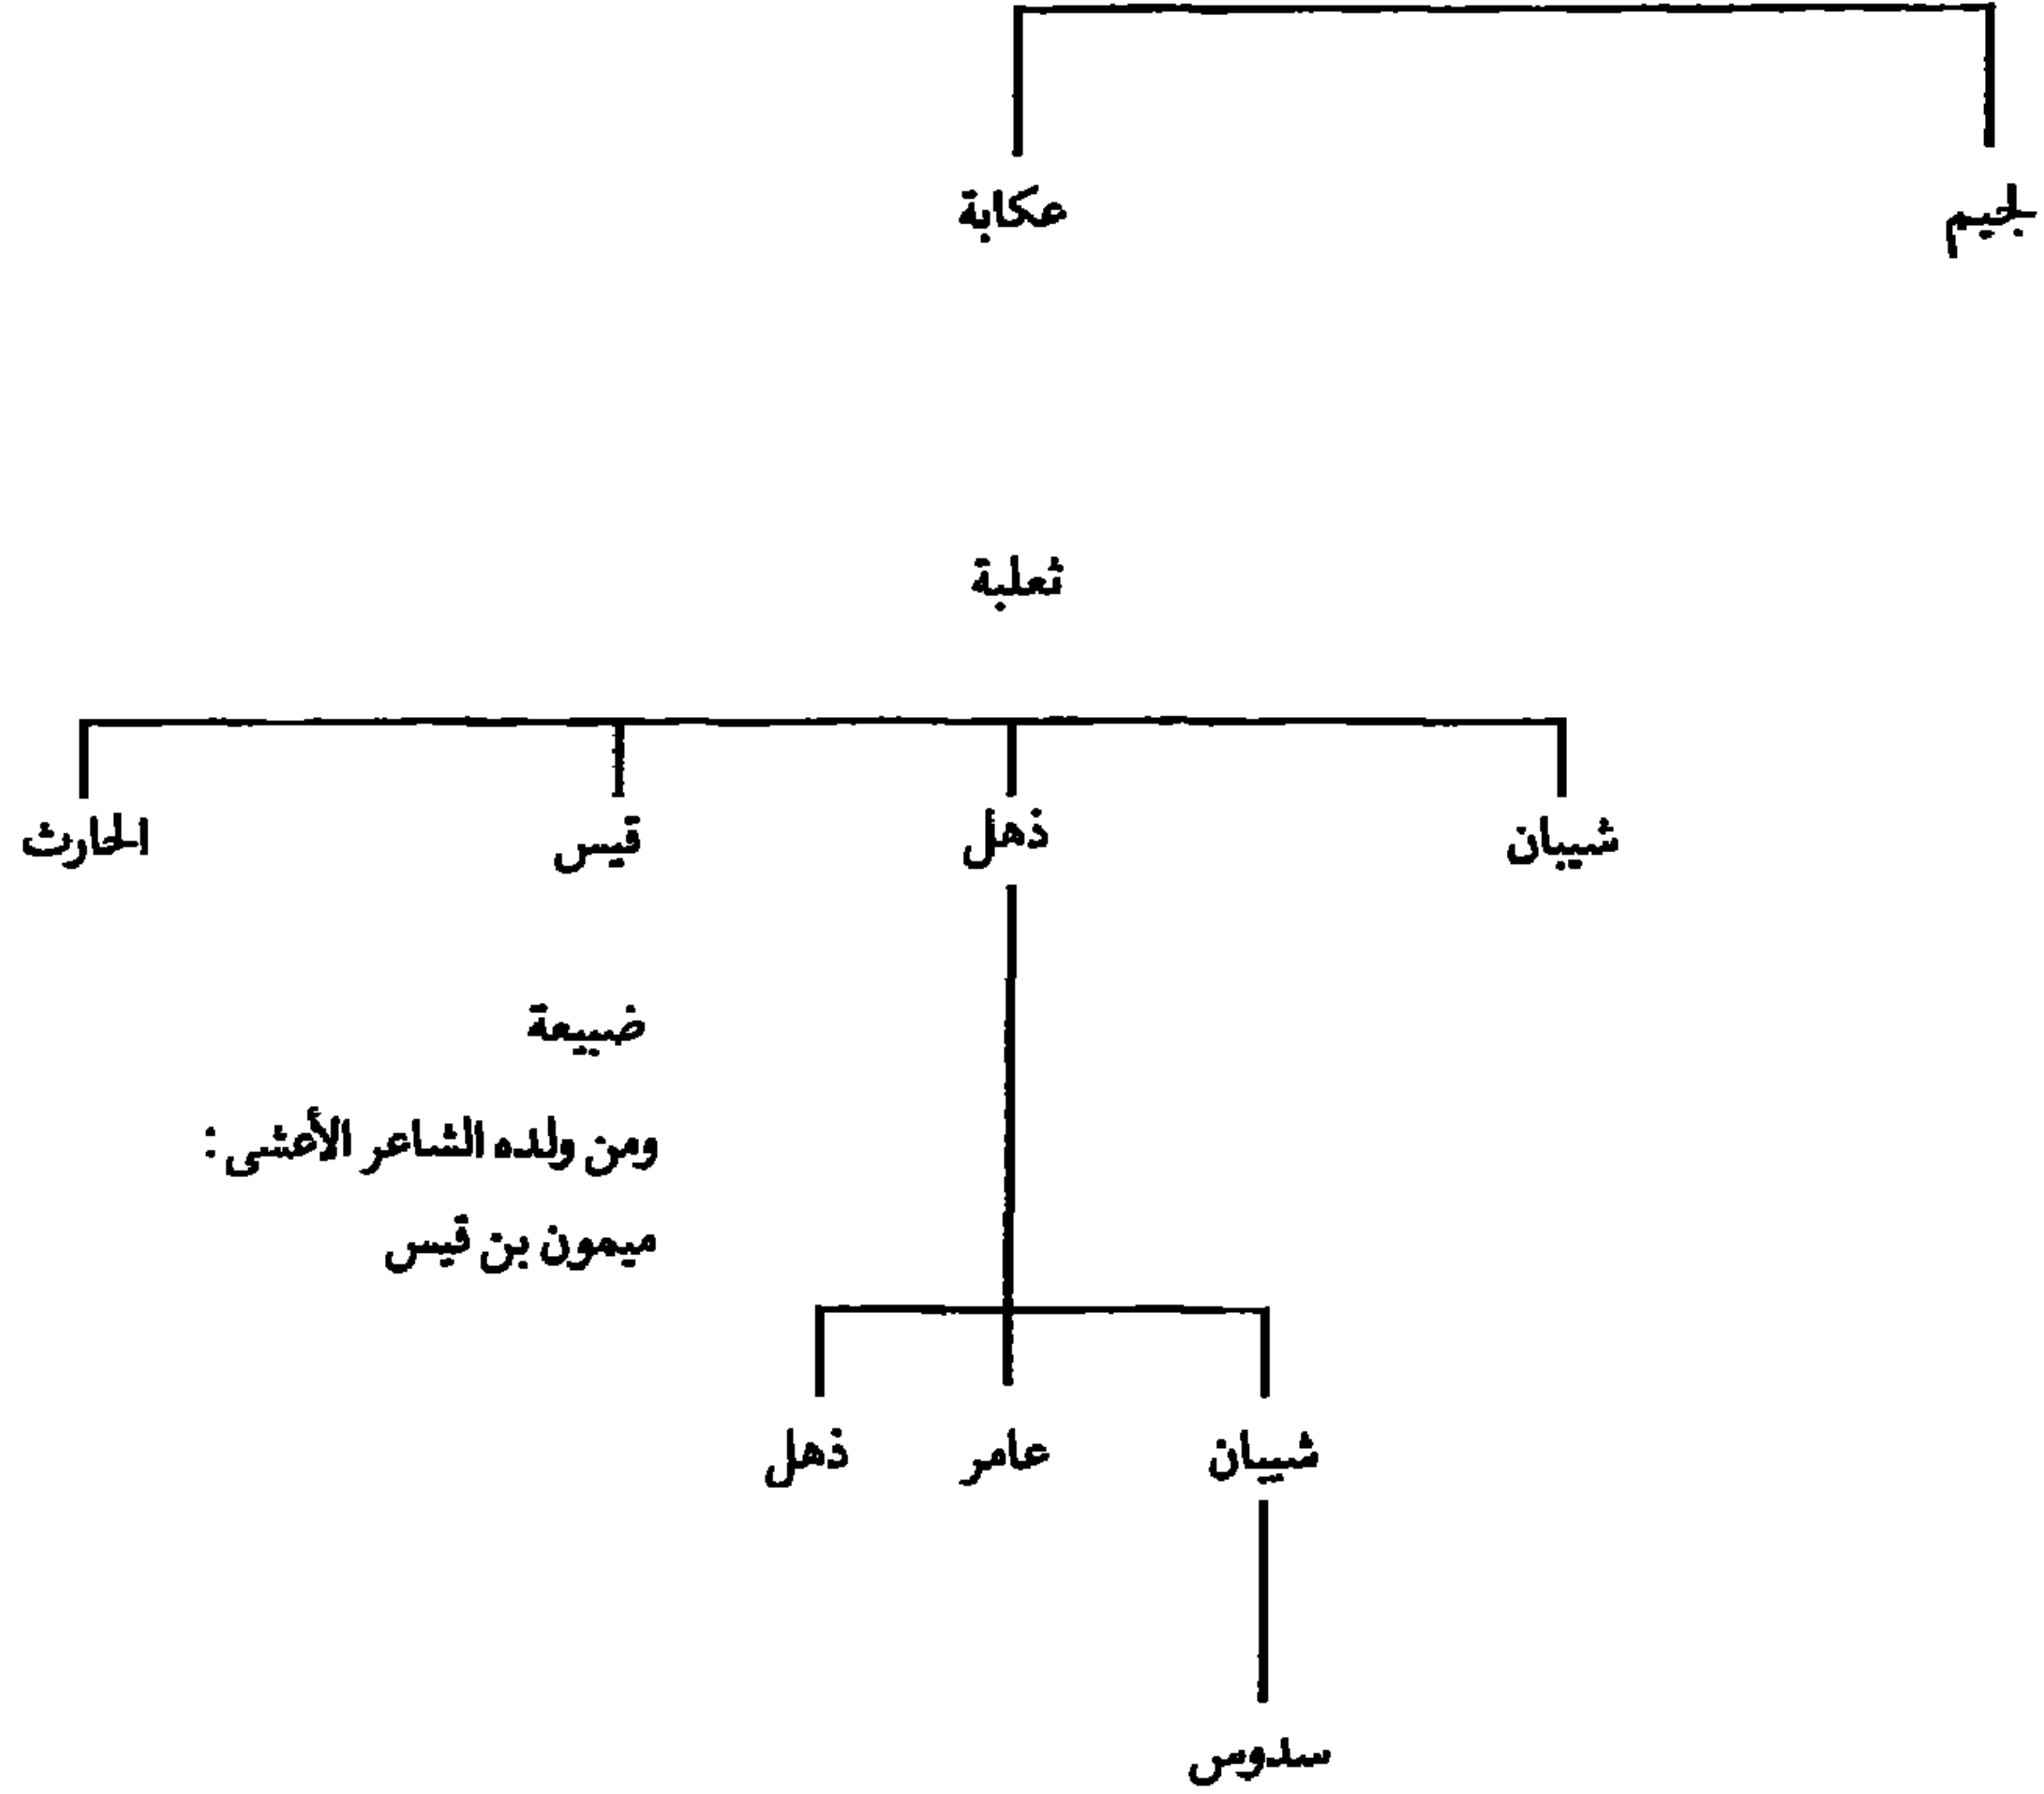 لجيم
عكابة
ثعلبة
شيبان
ذهل
قيس
الحارث
ضبيعة
ومن ولده الشاعر الأعشى :
ميمون بن قيس
شيبان
عامر
ذهل
سدوس